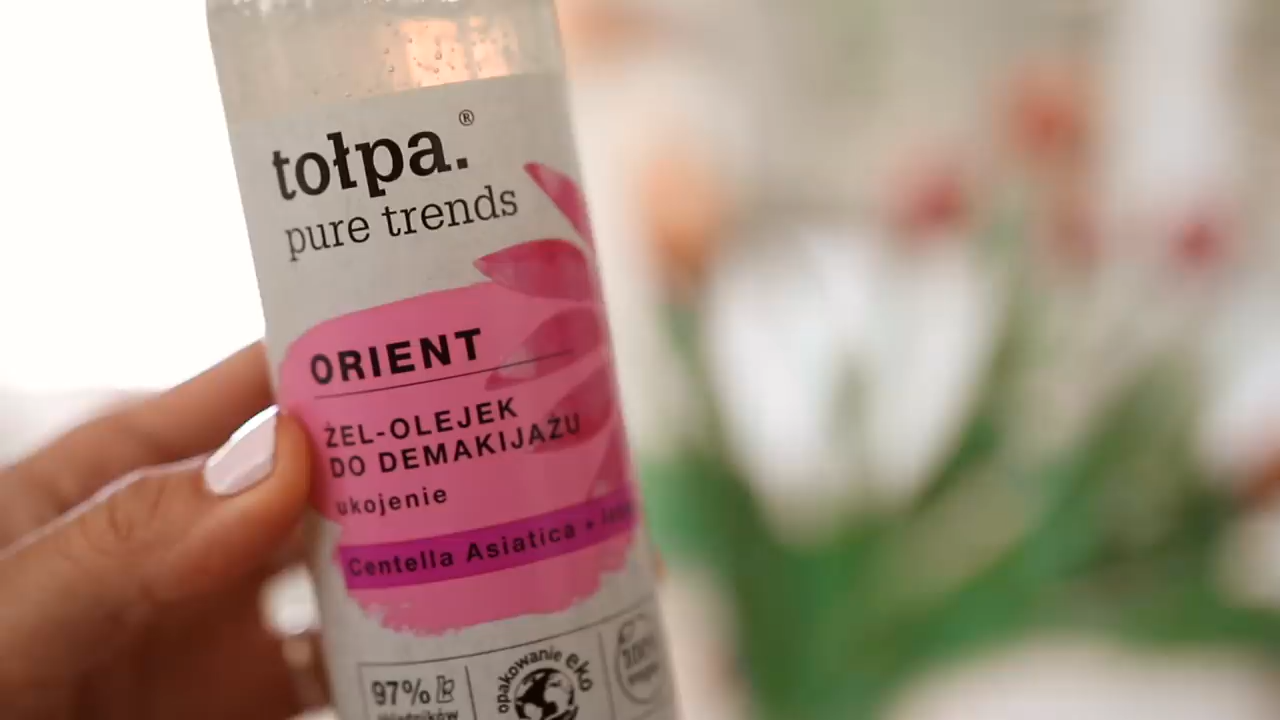 tołpa.®
pure trends
ORIENT
ŻEL-OLEJEK
DO DEMAKIJAŻU
ukojenie
Centella Asiatica +
97%
opakowanie eko